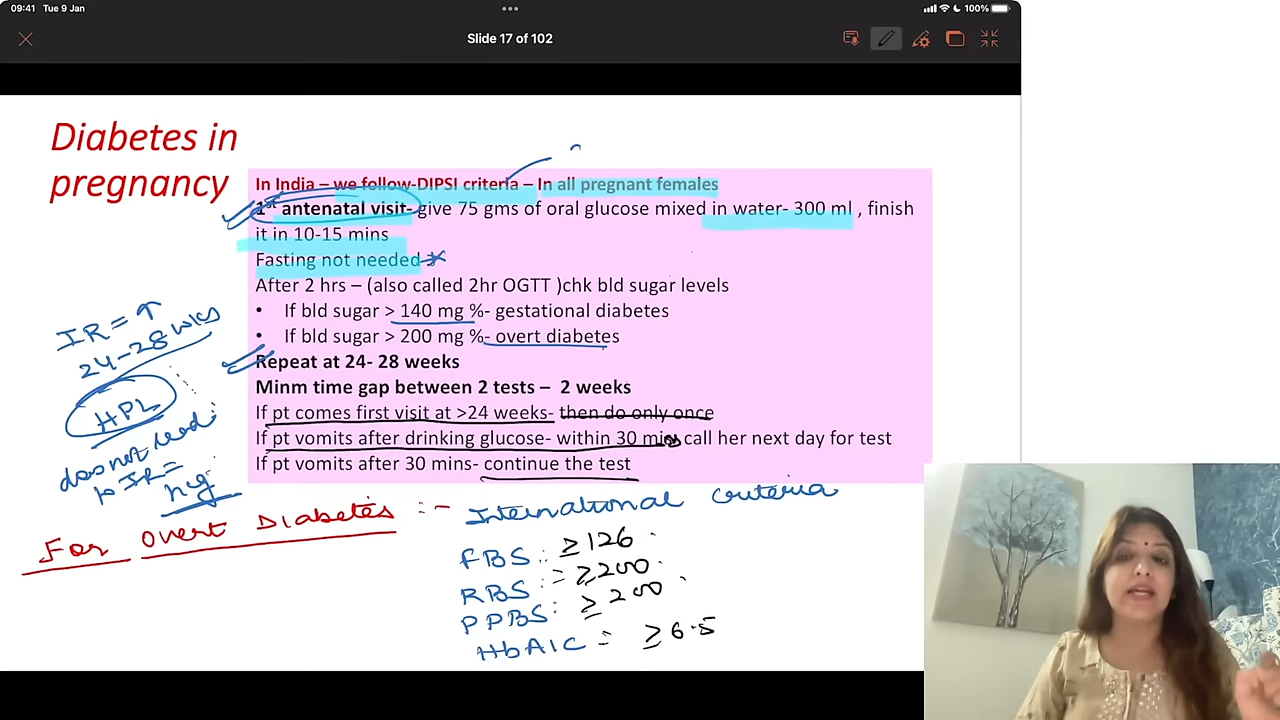 09:41 Tue 9 Jan
100%
Slide 17 of 102
Diabetes in
pregnancy
In India – we follow-DIPSI criteria – In all pregnant females
1st antenatal visit- give 75 gms of oral glucose mixed in water- 300 ml , finish
it in 10-15 mins
Fasting not needed *
After 2 hrs – (also called 2hr OGTT )chk bld sugar levels
• If bld sugar > 140 mg %- gestational diabetes
• If bld sugar > 200 mg %- overt diabetes
Repeat at 24- 28 weeks
Minm time gap between 2 tests – 2 weeks
If pt comes first visit at >24 weeks- then do only once
If pt vomits after drinking glucose- within 30 mins call her next day for test
If pt vomits after 30 mins- continue the test
IR = ↑
24-28 wks
HPL
does not lead
to IR =
For Overt Diabetes :- International criteria
FBS : ≥126
RBS := ≥200
PPBS: ≥ 200
HbA1C = ≥6.5